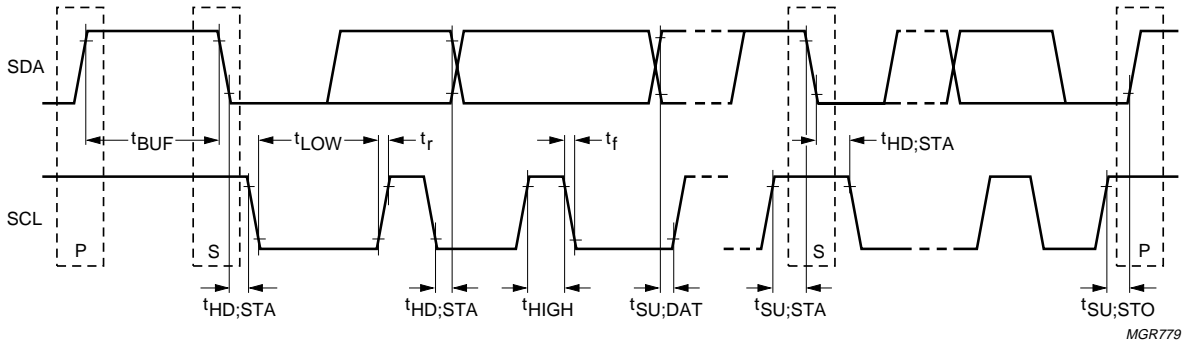 SDA
tBUF
tLOW
tr
tf
tHD;STA
SCL
P
S
S
P
tHD;STA
tHD;STA
tHIGH
tSU;DAT
tSU;STA
tSU;STO
MGR779